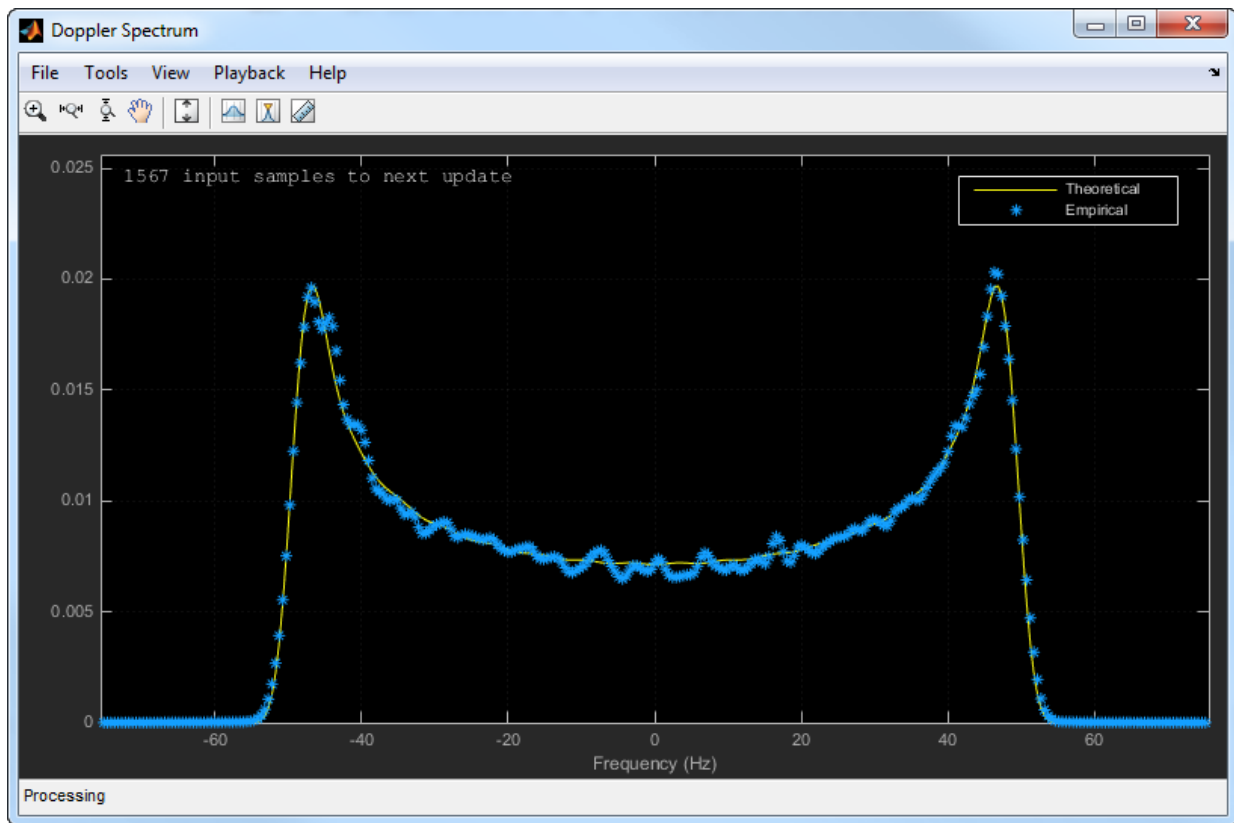 Doppler Spectrum
File Tools View Playback Help
0.025
1567 input samples to next update
Theoretical
Empirical
0.02
0.015
0.01
0.005
0
-60 -40 -20 0 20 40 60
Frequency (Hz)
Processing